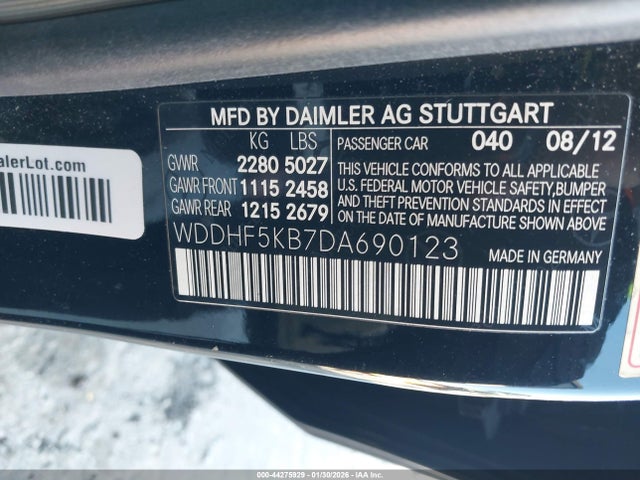 MFD BY DAIMLER AG STUTTGART
KG LBS
GVWR 2280 5027
GAWR FRONT 1115 2458
GAWR REAR 1215 2679
PASSENGER CAR 040 08/12
THIS VEHICLE CONFORMS TO ALL APPLICABLE
U.S. FEDERAL MOTOR VEHICLE SAFETY,BUMPER
AND THEFT PREVENTION STANDARDS IN EFFECT
ON THE DATE OF MANUFACTURE SHOWN ABOVE
WDDHF5KB7DA690123 MADE IN GERMANY
alerLot.com
000-44275929 - 01/30/2026 - IAA, Inc.